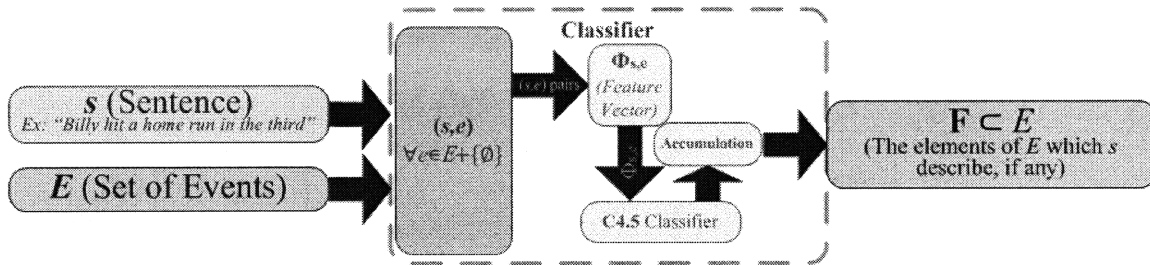 Classifier
s (Sentence)
Ex: "Billy hit a home run in the third"
E (Set of Events)
(s,e)
∀e∈E+{∅}
(s,e) pairs
Φs,e
(Feature
Vector)
Φs,e
C4.5 Classifier
Accumulation
F ⊂ E
(The elements of E which s
describe, if any)